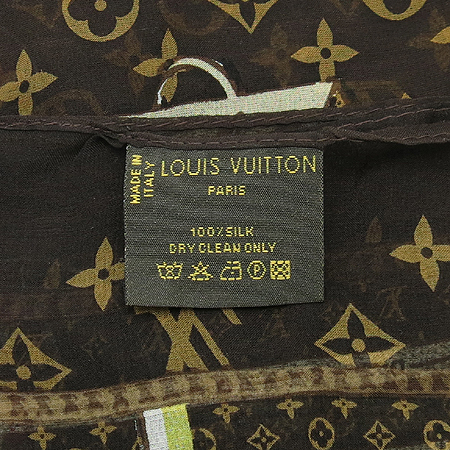 MADE IN
ITALY
LOUIS VUITTON
PARIS
100% SILK
DRY CLEAN ONLY